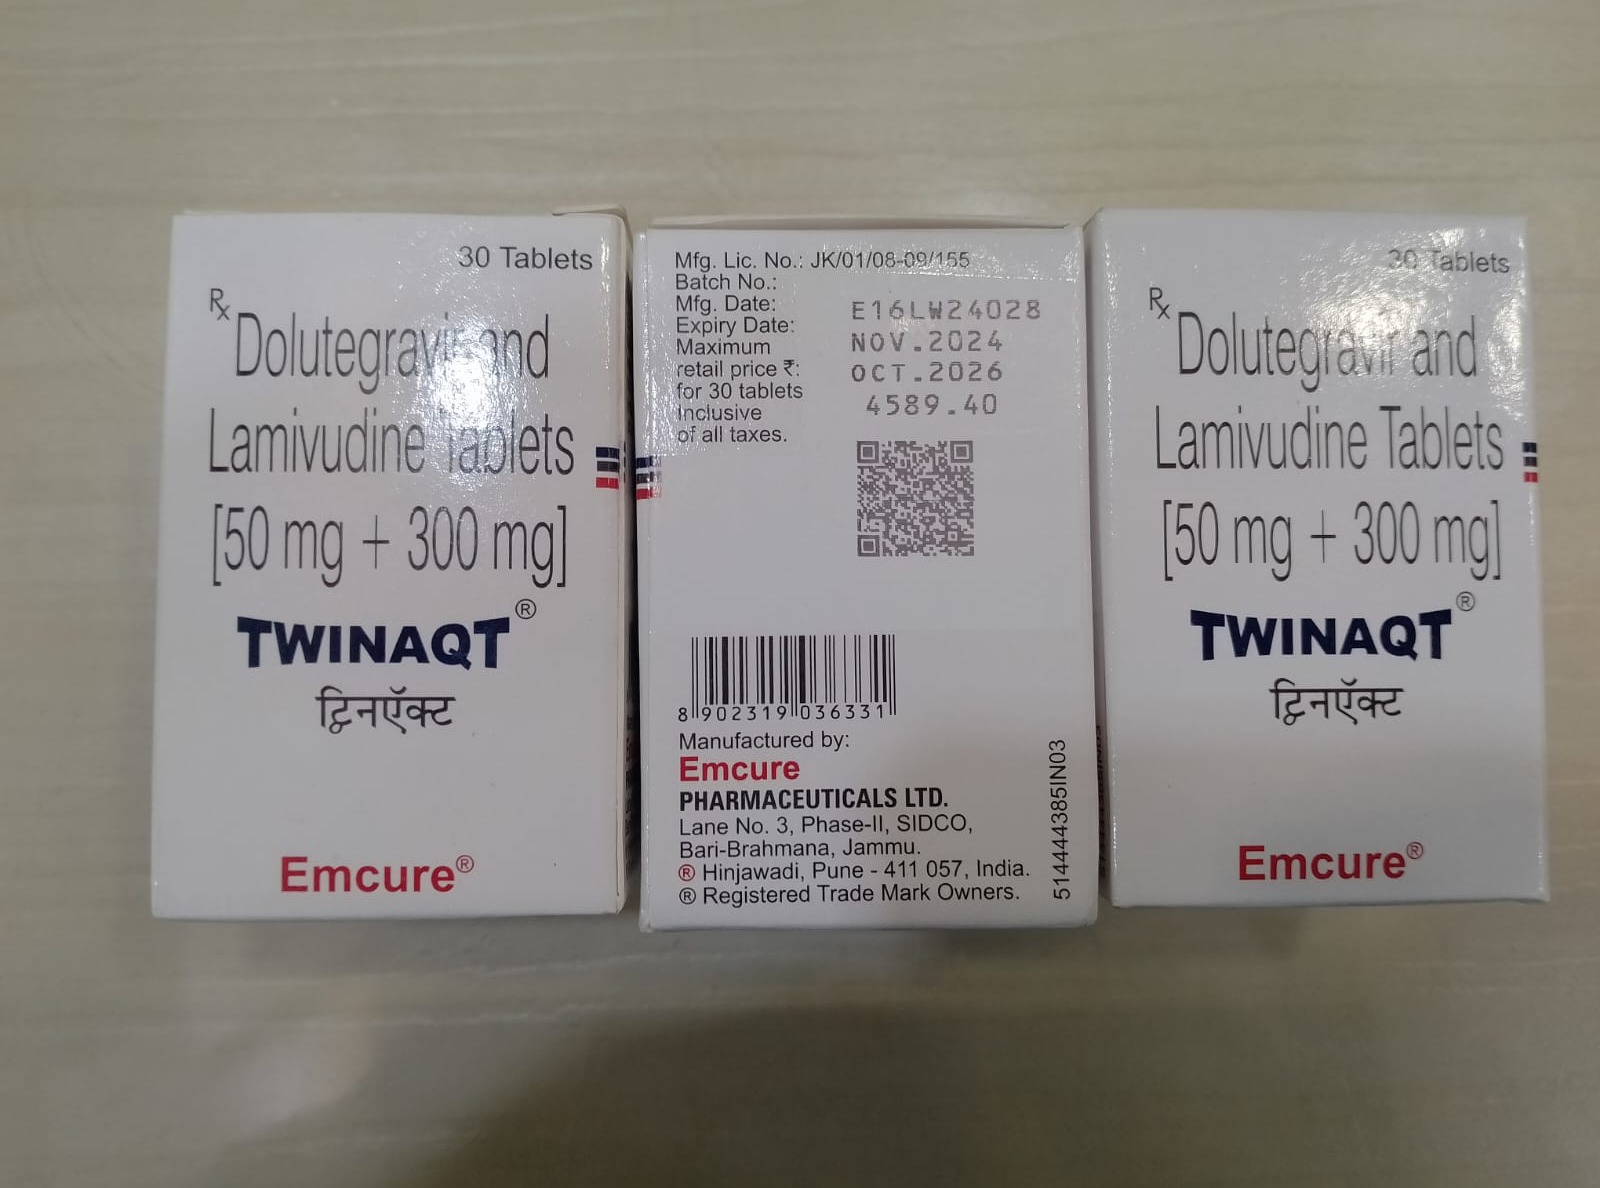 30 Tablets
Rx
Dolutegravir and
Lamivudine Tablets
[50 mg + 300 mg]
TWINAQT®
ट्विनऍक्ट
Emcure®
Mfg. Lic. No.: JK/01/08-09/155
Batch No.:
Mfg. Date:
Expiry Date:
Maximum
retail price ₹:
for 30 tablets
Inclusive
of all taxes.
E16LW24028
NOV.2024
OCT.2026
4589.40
8 902319 036331
Manufactured by:
Emcure
PHARMACEUTICALS LTD.
Lane No. 3, Phase-II, SIDCO,
Bari-Brahmana, Jammu.
® Hinjawadi, Pune - 411 057, India.
® Registered Trade Mark Owners.
514444385IN03
30 Tablets
Rx
Dolutegravir and
Lamivudine Tablets
[50 mg + 300 mg]
TWINAQT®
ट्विनऍक्ट
Emcure®